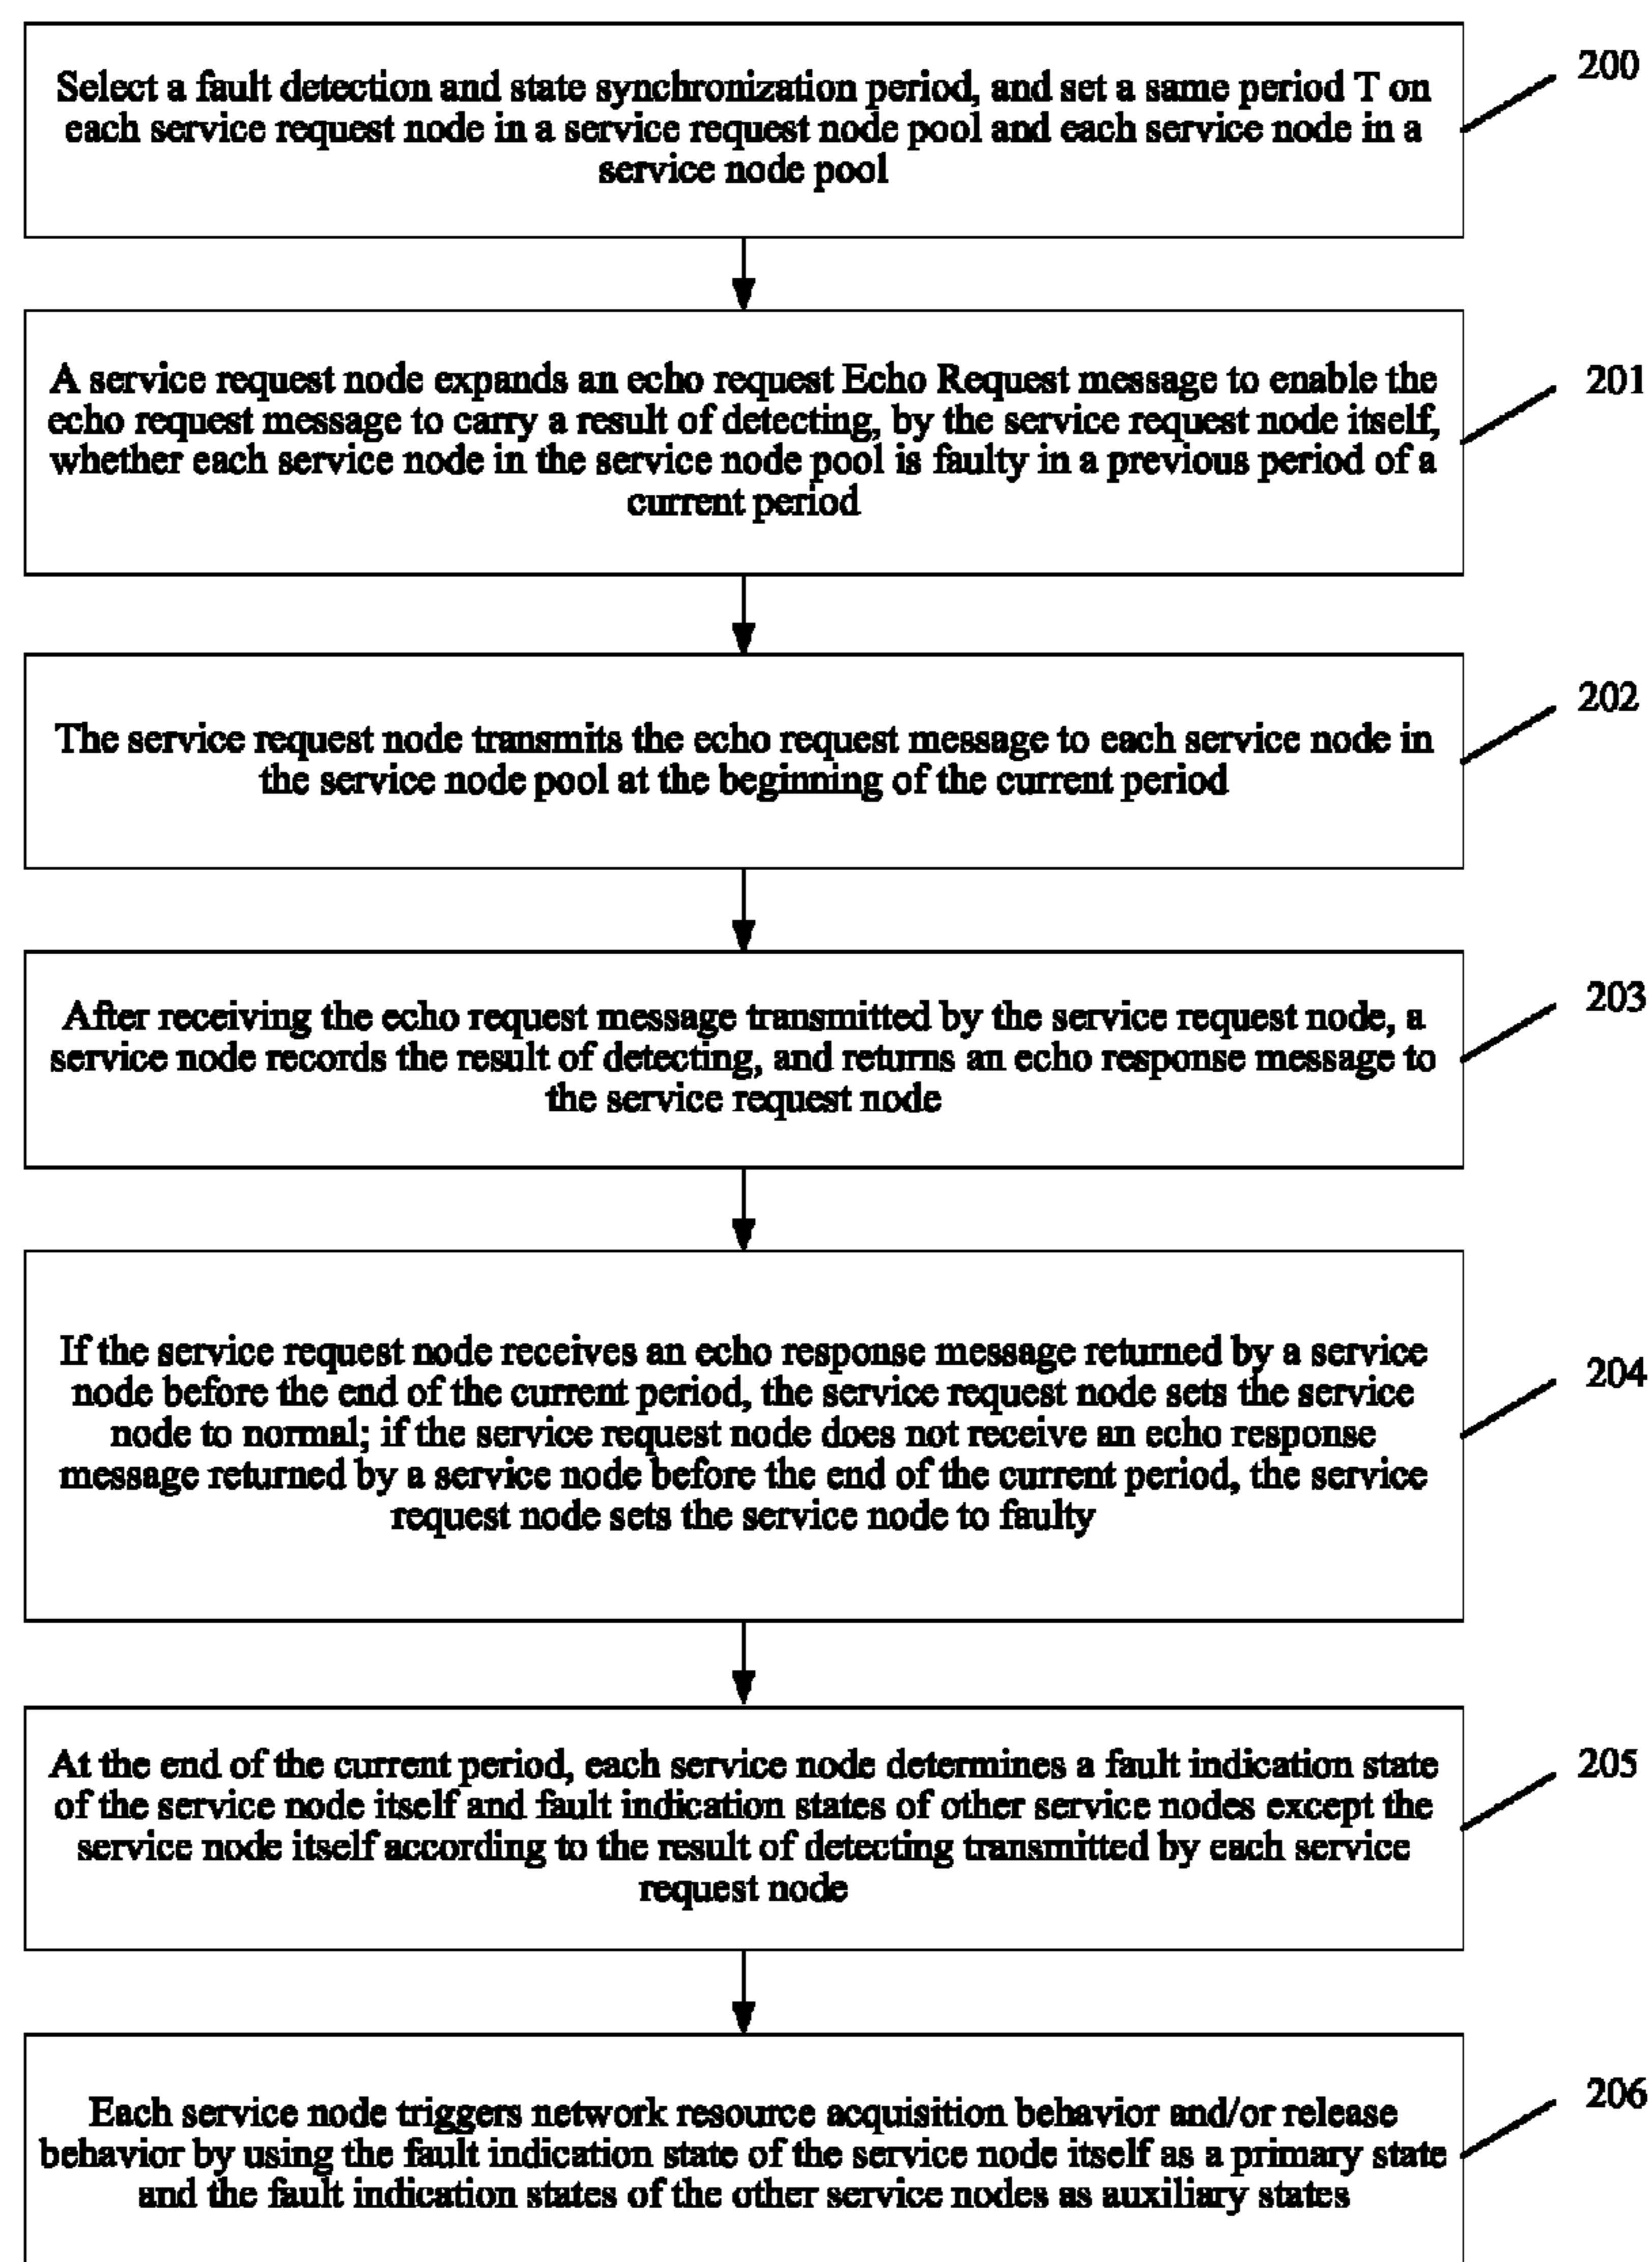 Select a fault detection and state synchronization period, and set a same period T on
each service request node in a service request node pool and each service node in a
service node pool
200
A service request node expands an echo request Echo Request message to enable the
echo request message to carry a result of detecting, by the service request node itself,
whether each service node in the service node pool is faulty in a previous period of a
current period
201
The service request node transmits the echo request message to each service node in
the service node pool at the beginning of the current period
202
After receiving the echo request message transmitted by the service request node, a
service node records the result of detecting, and returns an echo response message to
the service request node
203
If the service request node receives an echo response message returned by a service
node before the end of the current period, the service request node sets the service
node to normal; if the service request node does not receive an echo response
message returned by a service node before the end of the current period, the service
request node sets the service node to faulty
204
At the end of the current period, each service node determines a fault indication state
of the service node itself and fault indication states of other service nodes except the
service node itself according to the result of detecting transmitted by each service
request node
205
Each service node triggers network resource acquisition behavior and/or release
behavior by using the fault indication state of the service node itself as a primary state
and the fault indication states of the other service nodes as auxiliary states
206